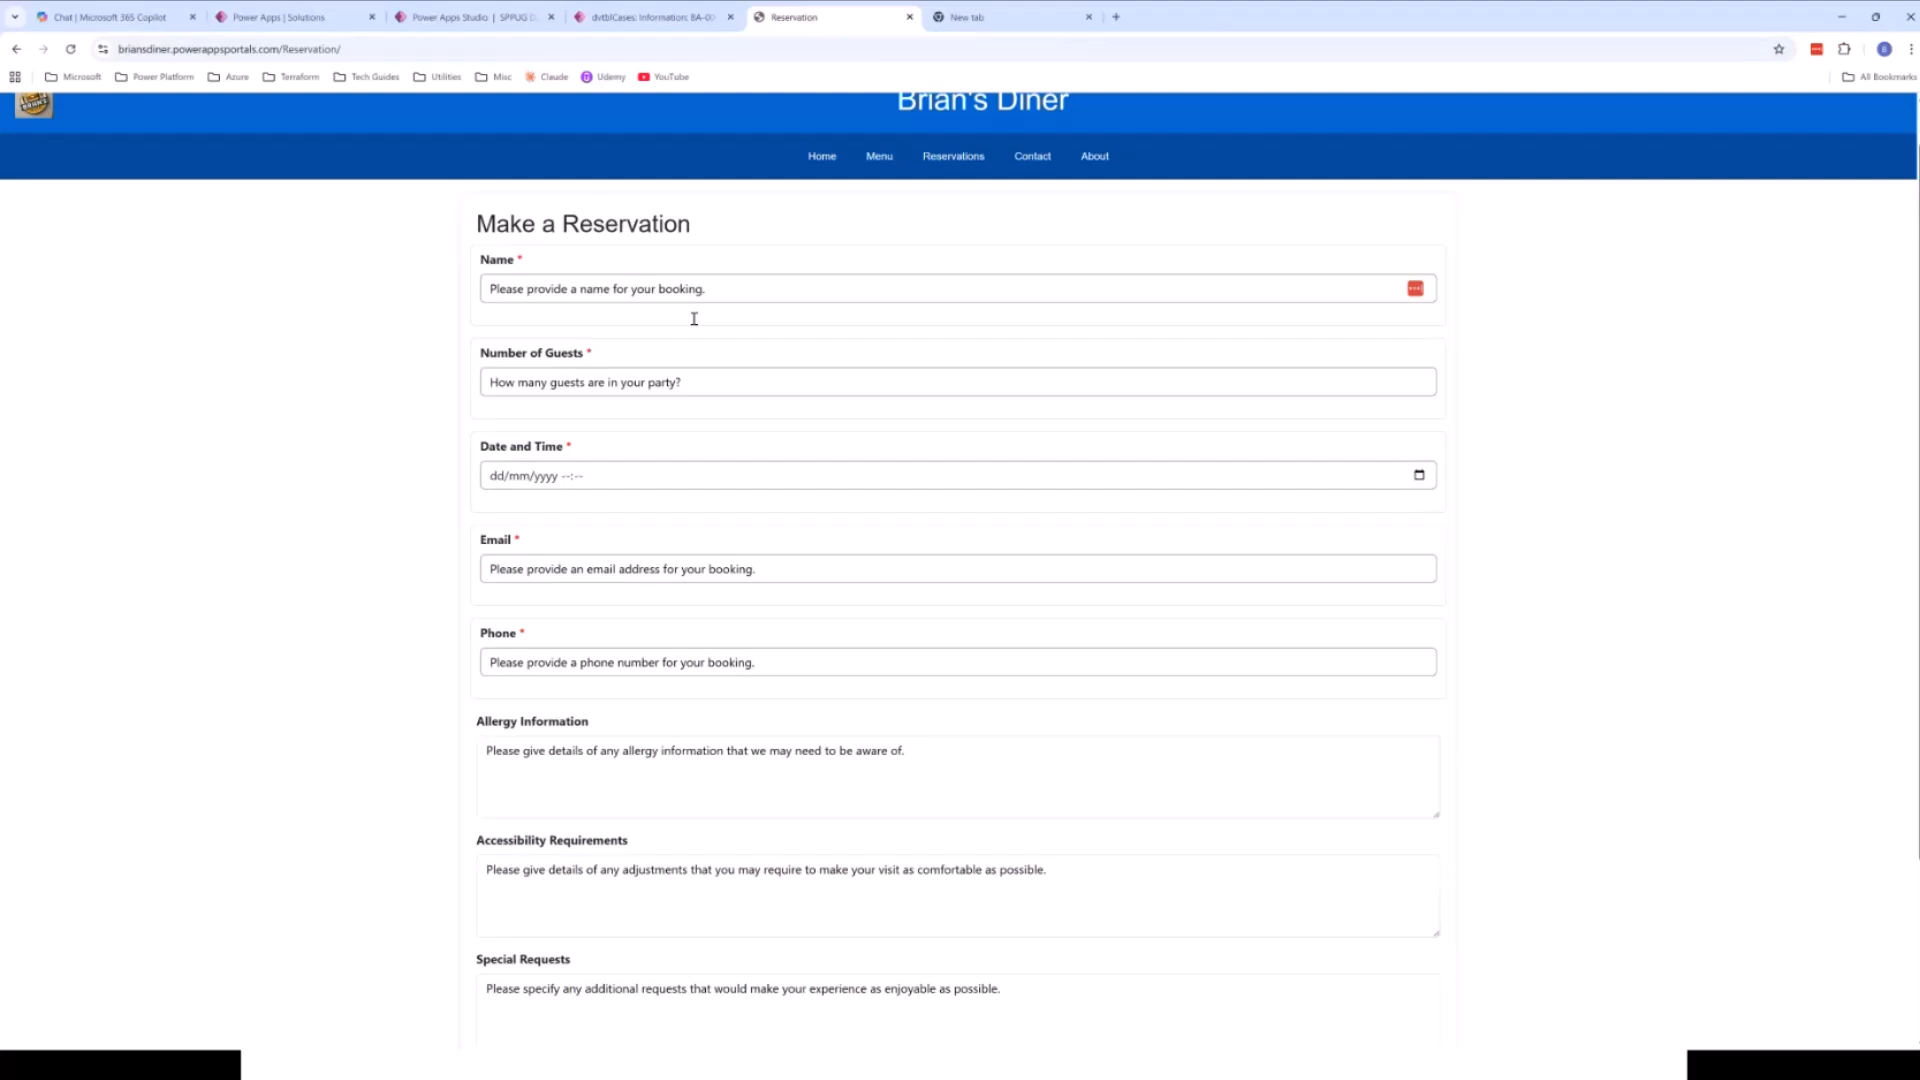 Chat | Microsoft 365 Copilot
Power Apps | Solutions
Power Apps Studio | SPPUG D
dvtblCases: Information: BA-00
Reservation
New tab
briansdiner.powerappsportals.com/Reservation/
Microsoft
Power Platform
Azure
Terraform
Tech Guides
Utilities
Misc
Claude
Udemy
YouTube
All Bookmarks
Brian's Diner
Home
Menu
Reservations
Contact
About
Make a Reservation
Name *
Please provide a name for your booking.
Number of Guests *
How many guests are in your party?
Date and Time *
dd/mm/yyyy --:--
Email *
Please provide an email address for your booking.
Phone *
Please provide a phone number for your booking.
Allergy Information
Please give details of any allergy information that we may need to be aware of.
Accessibility Requirements
Please give details of any adjustments that you may require to make your visit as comfortable as possible.
Special Requests
Please specify any additional requests that would make your experience as enjoyable as possible.